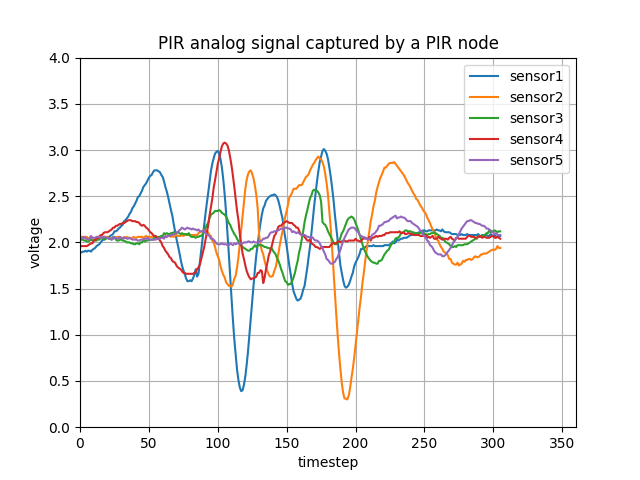 PIR analog signal captured by a PIR node
4.0
3.5
3.0
2.5
2.0
1.5
1.0
0.5
0.0
voltage
sensor1
sensor2
sensor3
sensor4
sensor5
0 50 100 150 200 250 300 350
timestep